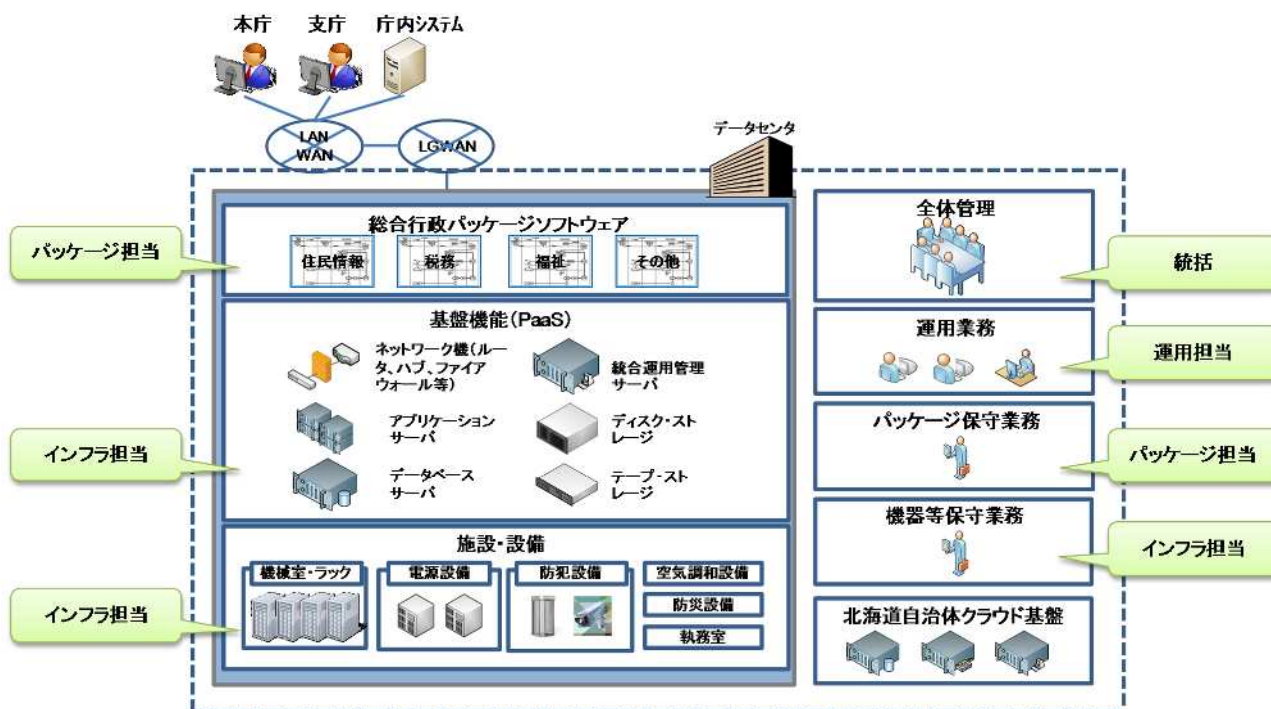 本庁
支庁
庁内システム
LAN
WAN
LGWAN
データセンタ
総合行政パッケージソフトウェア
住民情報
税務
福祉
その他
パッケージ担当
基盤機能(PaaS)
ネットワーク機(ルー
タ、ハブ、ファイア
ウォール等)
統合運用管理
サーバ
アプリケーション
サーバ
ディスク・スト
レージ
データベース
サーバ
テープ-スト
レージ
インフラ担当
施設・設備
機械室・ラック
電源設備
防犯設備
空気調和設備
防災設備
執務室
インフラ担当
全体管理
統括
運用業務
運用担当
パッケージ保守業務
パッケージ担当
機器等保守業務
インフラ担当
北海道自治体クラウド基盤